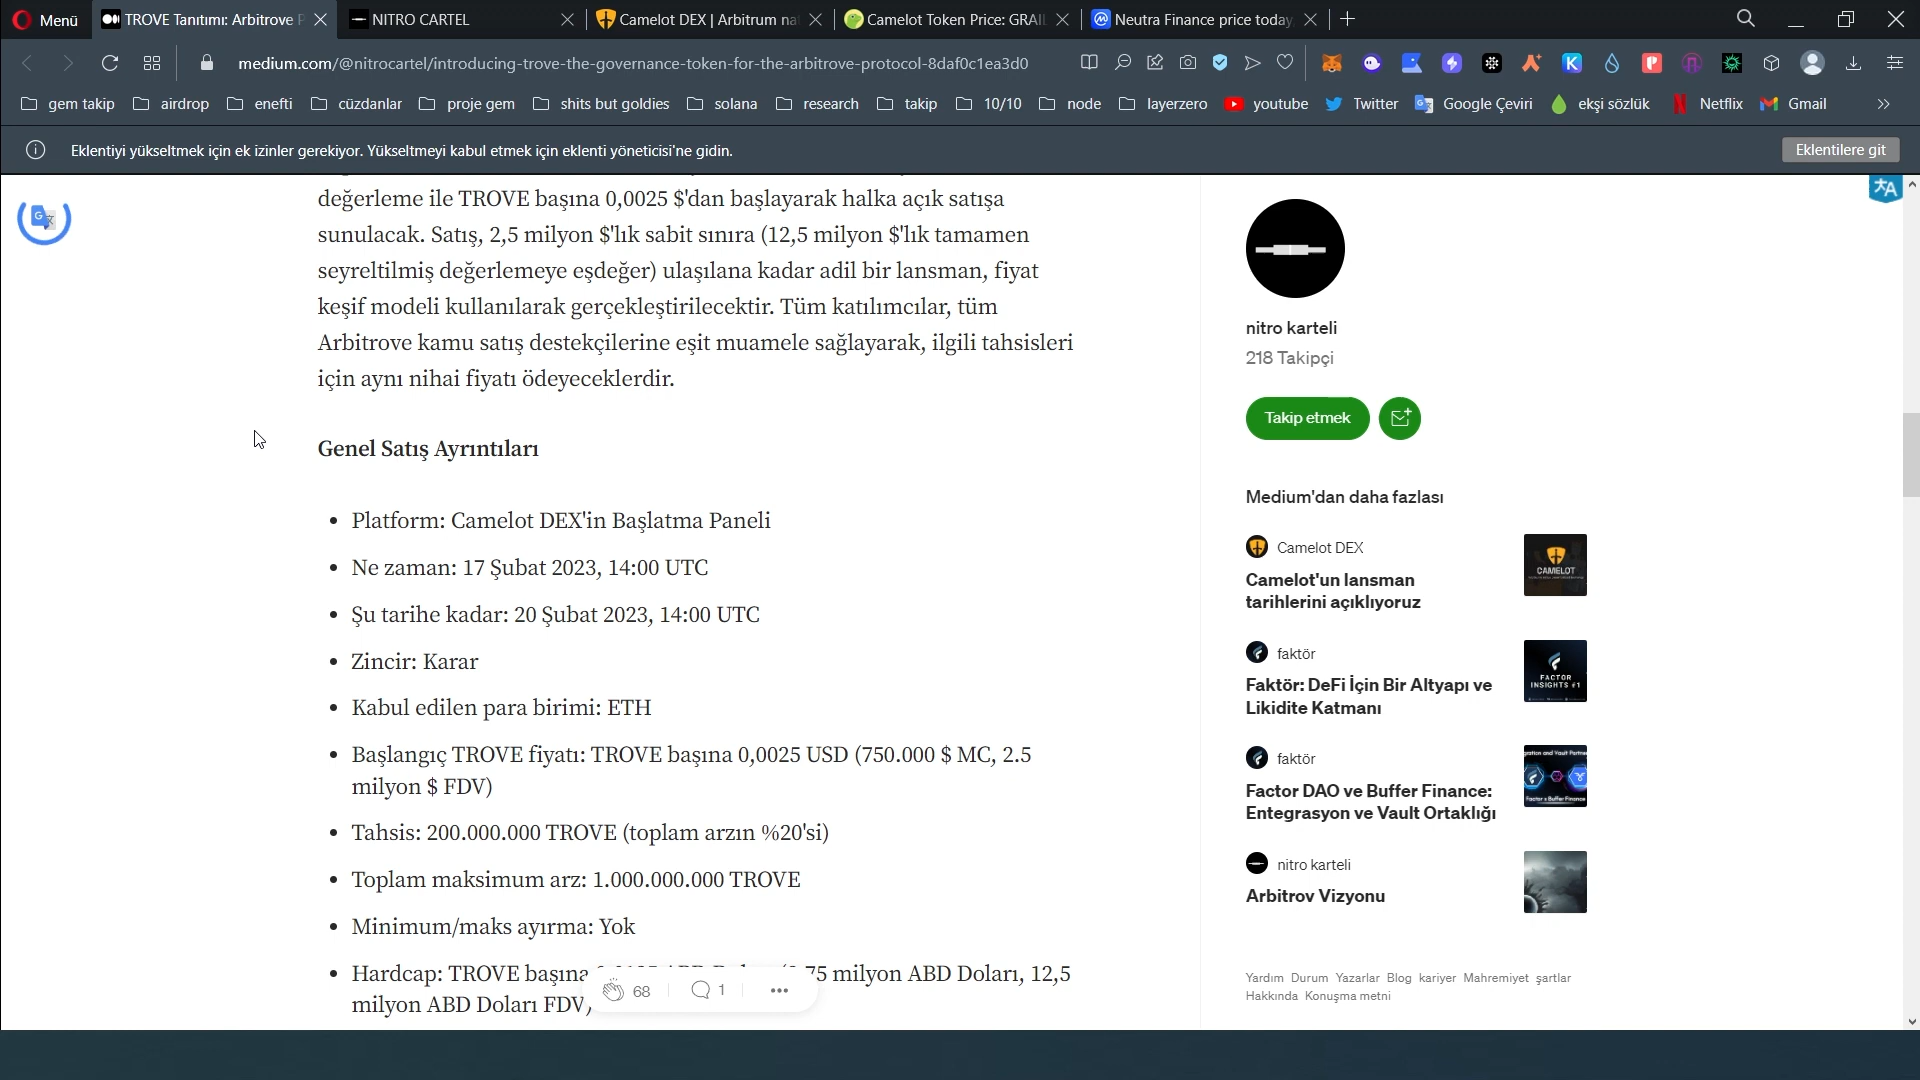 Menü
TROVE Tanıtımı: Arbitrove P
NITRO CARTEL
Camelot DEX | Arbitrum na
Camelot Token Price: GRAIL
Neutra Finance price today,
medium.com/@nitrocartel/introducing-trove-the-governance-token-for-the-arbitrove-protocol-8daf0c1ea3d0
gem takip
airdrop
enefti
cüzdanlar
proje gem
shits but goldies
solana
research
takip
10/10
node
layerzero
youtube
Twitter
Google Çeviri
ekşi sözlük
Netflix
Gmail
Eklentiyi yükseltmek için ek izinler gerekiyor. Yükseltmeyi kabul etmek için eklenti yöneticisi'ne gidin.
Eklentilere git
değerleme ile TROVE başına 0,0025 $'dan başlayarak halka açık satışa
sunulacak. Satış, 2,5 milyon $'lık sabit sınıra (12,5 milyon $'lık tamamen
seyreltilmiş değerlemeye eşdeğer) ulaşılana kadar adil bir lansman, fiyat
keşif modeli kullanılarak gerçekleştirilecektir. Tüm katılımcılar, tüm
Arbitrove kamu satış destekçilerine eşit muamele sağlayarak, ilgili tahsisleri
için aynı nihai fiyatı ödeyeceklerdir.
Genel Satış Ayrıntıları
• Platform: Camelot DEX'in Başlatma Paneli
• Ne zaman: 17 Şubat 2023, 14:00 UTC
• Şu tarihe kadar: 20 Şubat 2023, 14:00 UTC
• Zincir: Karar
• Kabul edilen para birimi: ETH
• Başlangıç TROVE fiyatı: TROVE başına 0,0025 USD (750.000 $ MC, 2.5
milyon $ FDV)
• Tahsis: 200.000.000 TROVE (toplam arzın %20'si)
• Toplam maksimum arz: 1.000.000.000 TROVE
• Minimum/maks ayırma: Yok
• Hardcap: TROVE başına 75 milyon ABD Doları, 12,5
milyon ABD Doları FDV)
68
1
nitro karteli
218 Takipçi
Takip etmek
Medium'dan daha fazlası
Camelot DEX
Camelot'un lansman
tarihlerini açıklıyoruz
CAMELOT
faktör
Faktör: DeFi İçin Bir Altyapı ve
Likidite Katmanı
FACTOR
INSIGHTS #1
faktör
Factor DAO ve Buffer Finance:
Entegrasyon ve Vault Ortaklığı
gration and Vault Partne
Factor x Buffer Finance
nitro karteli
Arbitrov Vizyonu
Yardım Durum Yazarlar Blog kariyer Mahremiyet şartlar
Hakkında Konuşma metni